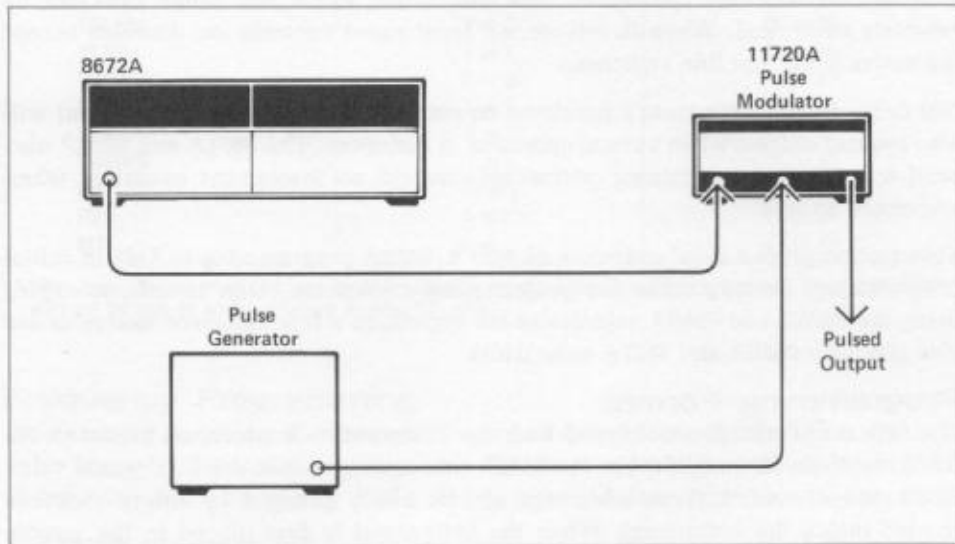 8672A
11720A
Pulse
Modulator
Pulse
Generator
Pulsed
Output